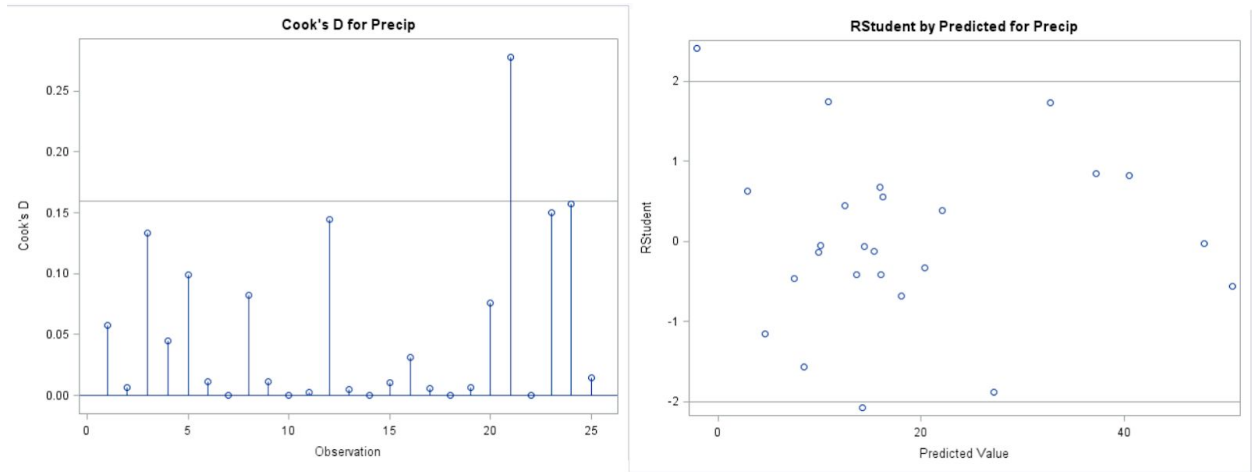 Cook's D for Precip
0.25
0.20
0.15
0.10
0.05
0.00
Cook's D
0 5 10 15 20 25
Observation
RStudent by Predicted for Precip
2
1
0
-1
-2
RStudent
0 20 40
Predicted Value